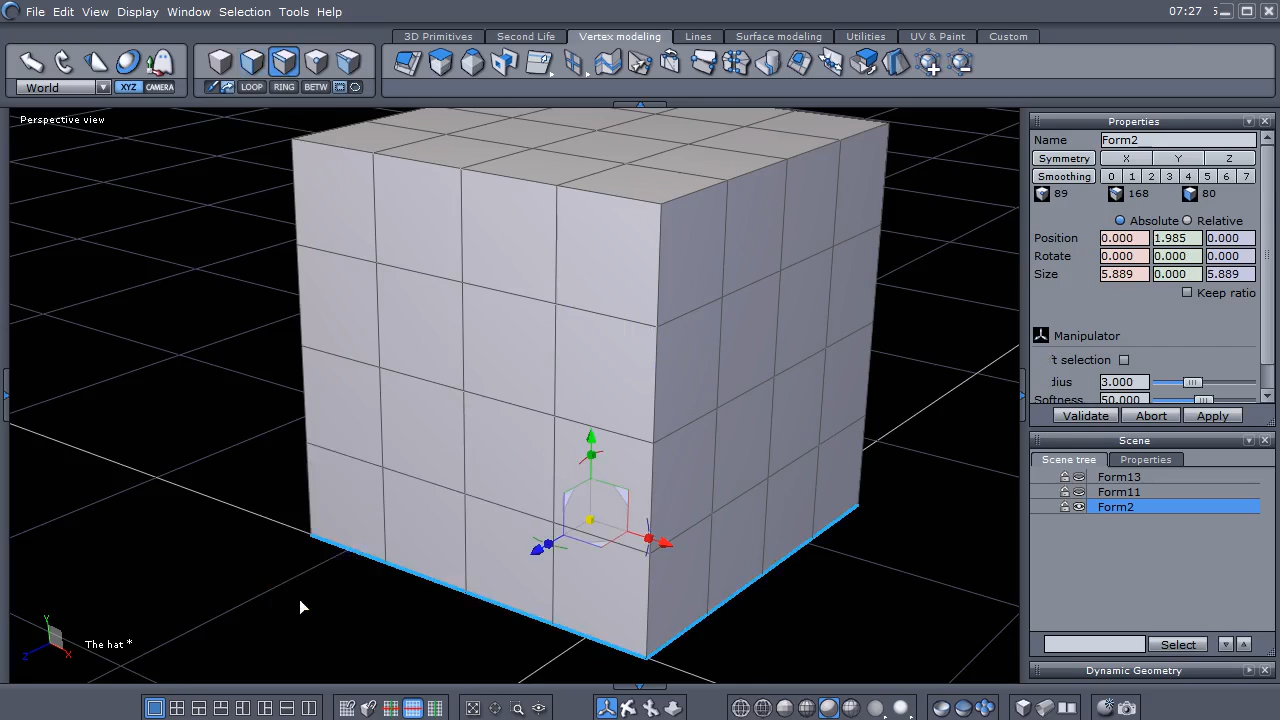 File Edit View Display Window Selection Tools Help
07:27
3D Primitives Second Life Vertex modeling Lines Surface modeling Utilities UV & Paint Custom
World XYZ CAMERA LOOP RING BETW
Perspective view
Properties
Name Form2
Symmetry X Y Z
Smoothing 0 1 2 3 4 5 6 7
89 168 80
Absolute Relative
Position 0.000 1.985 0.000
Rotate 0.000 0.000 0.000
Size 5.889 0.000 5.889
Keep ratio
Manipulator
't selection
dius 3.000
Softness 50.000
Validate Abort Apply
Scene
Scene tree Properties
Form13
Form11
Form2
Y
Z X
The hat *
Select
Dynamic Geometry